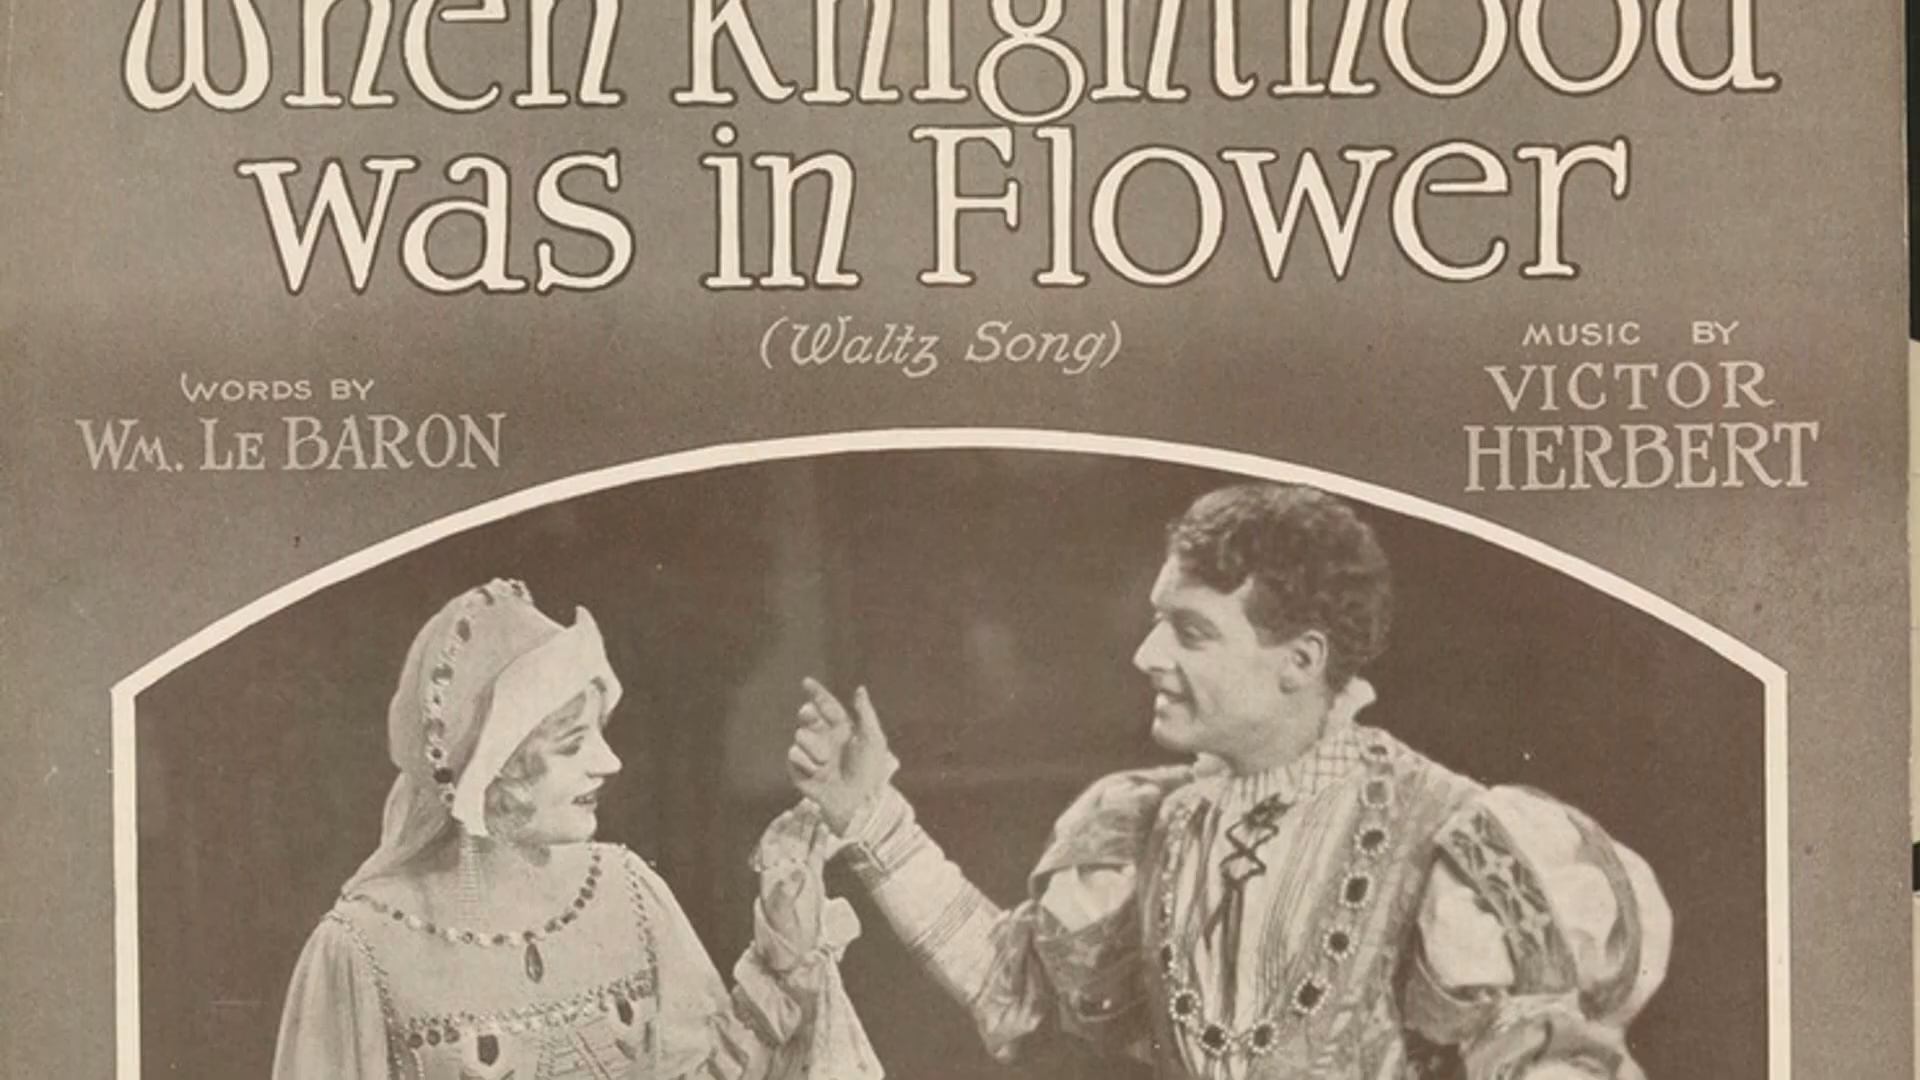 When Knighthood
was in Flower
(Waltz Song)
WORDS BY
WM. LE BARON
MUSIC BY
VICTOR
HERBERT